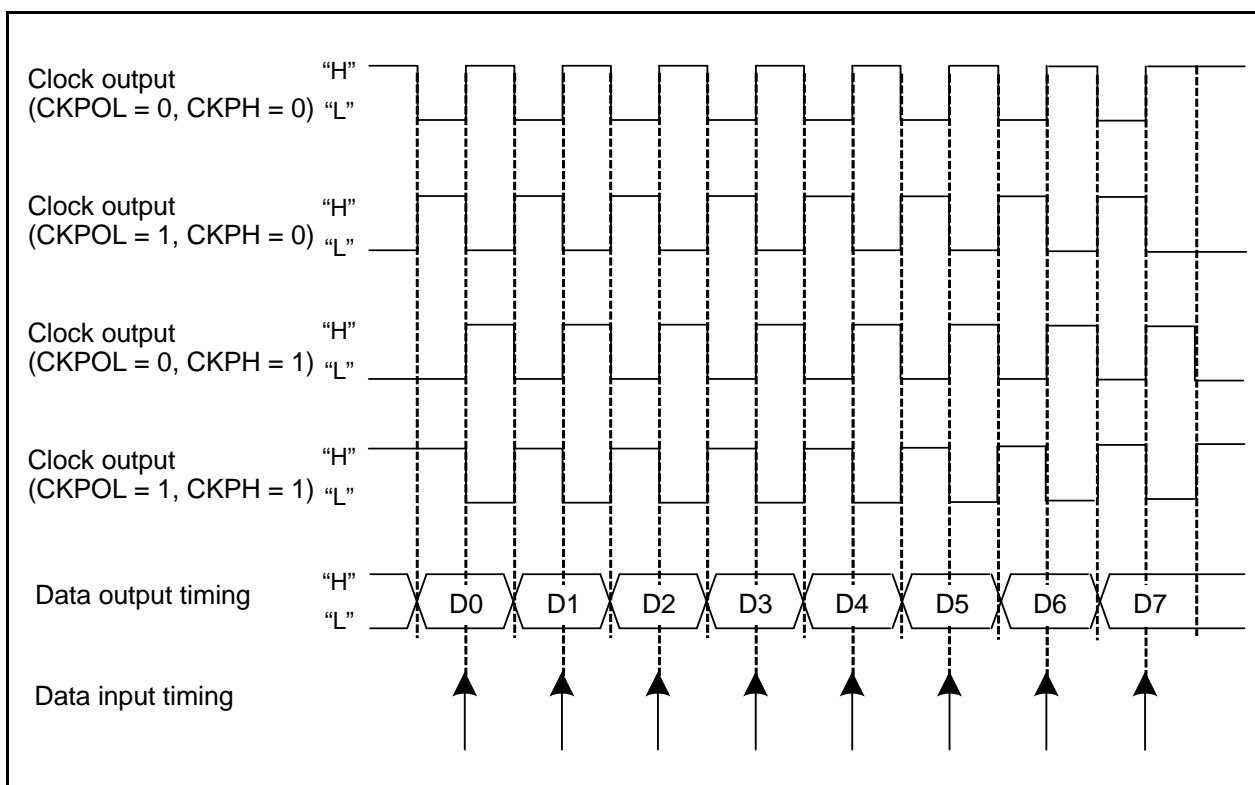 Clock output
(CKPOL = 0, CKPH = 0)
“H”
“L”
Clock output
(CKPOL = 1, CKPH = 0)
“H”
“L”
Clock output
(CKPOL = 0, CKPH = 1)
“H”
“L”
Clock output
(CKPOL = 1, CKPH = 1)
“H”
“L”
Data output timing
“H”
“L”
D0 D1 D2 D3 D4 D5 D6 D7
Data input timing